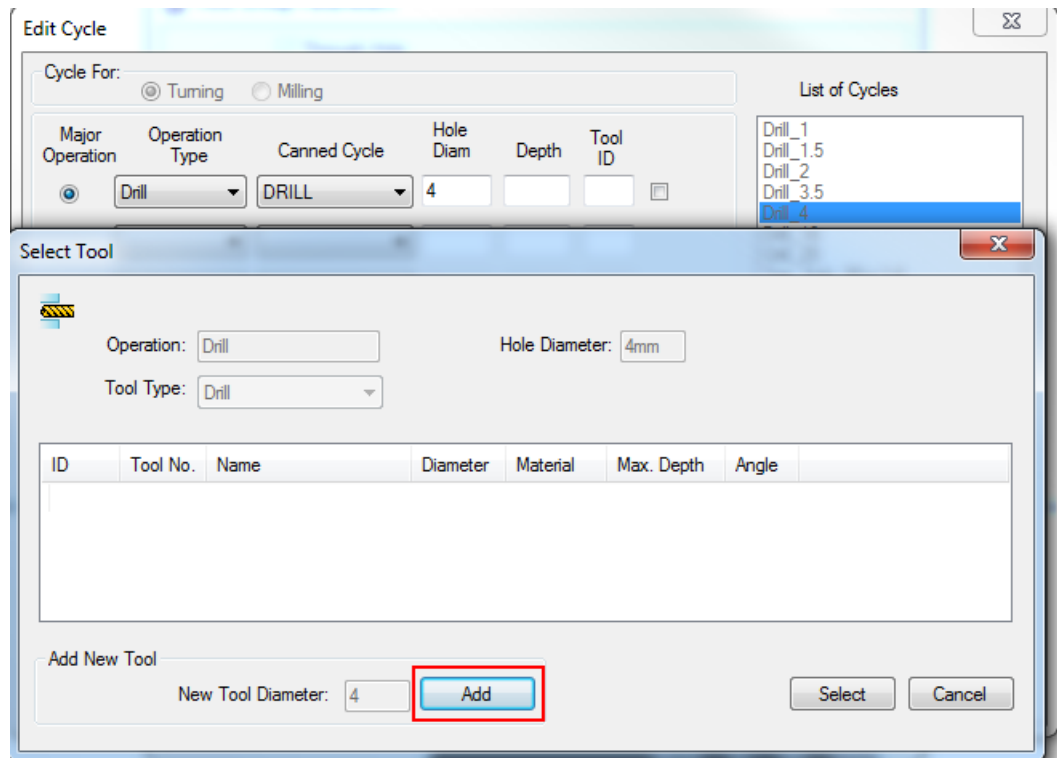 Edit Cycle
Cycle For:
Turning Milling
List of Cycles
Major Operation
Operation Type
Canned Cycle
Hole Diam
Depth
Tool ID
Drill DRILL 4
Drill_1
Drill_1.5
Drill_2
Drill_3.5
Drill_4
Select Tool
Operation: Drill Hole Diameter: 4mm
Tool Type: Drill
ID Tool No. Name Diameter Material Max. Depth Angle
Add New Tool
New Tool Diameter: 4 Add Select Cancel